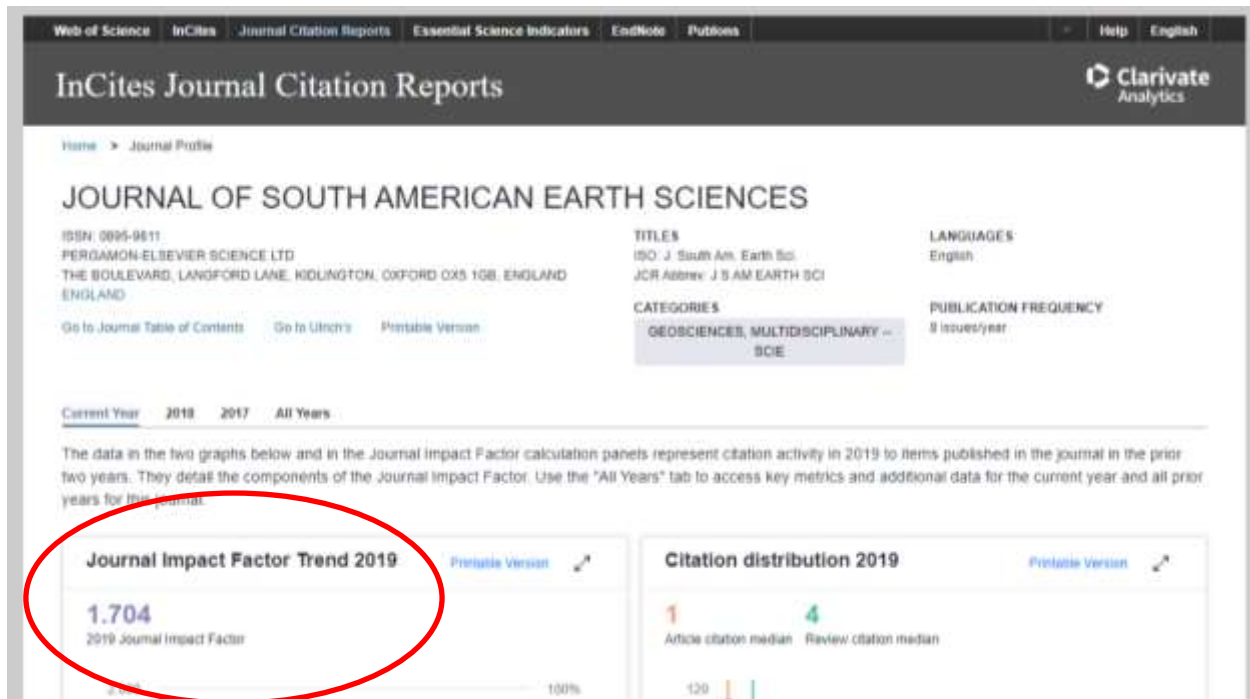 Web of Science InCites Journal Citation Reports Essential Science Indicators EndNote Publons Help English
InCites Journal Citation Reports
Clarivate
Analytics
Home > Journal Profile
JOURNAL OF SOUTH AMERICAN EARTH SCIENCES
ISSN: 0895-9811
PERGAMON-ELSEVIER SCIENCE LTD
THE BOULEVARD, LANGFORD LANE, KIDLINGTON, OXFORD OX5 1GB, ENGLAND
ENGLAND
Go to Journal Table of Contents Go to Ulrich's Printable Version
TITLES
ISO: J. South Am. Earth Sci.
JCR Abbrev: J S AM EARTH SCI
CATEGORIES
GEOSCIENCES, MULTIDISCIPLINARY --
SCIE
LANGUAGES
English
PUBLICATION FREQUENCY
8 issues/year
Current Year 2018 2017 All Years
The data in the two graphs below and in the Journal Impact Factor calculation panels represent citation activity in 2019 to items published in the journal in the prior
two years. They detail the components of the Journal Impact Factor. Use the "All Years" tab to access key metrics and additional data for the current year and all prior
years for this journal.
Journal Impact Factor Trend 2019 Printable Version
1.704
2019 Journal Impact Factor
100%
Citation distribution 2019 Printable Version
1 4
Article citation median Review citation median
120